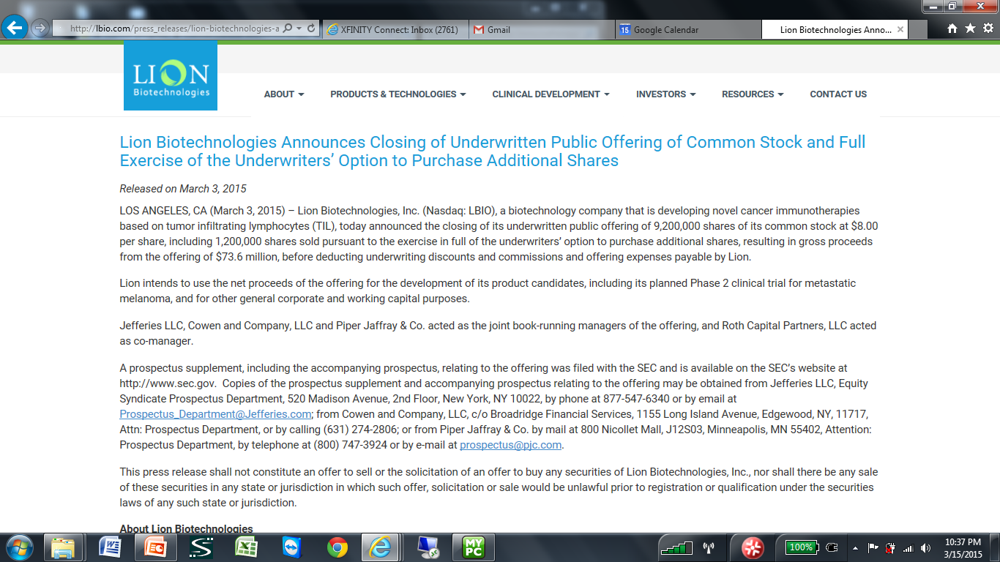 http://lbio.com/press_releases/lion-biotechnologies-a
XFINITY Connect: Inbox (2761)
Gmail
15
Google Calendar
Lion Biotechnologies Anno...
LION
Biotechnologies
ABOUT
PRODUCTS & TECHNOLOGIES
CLINICAL DEVELOPMENT
INVESTORS
RESOURCES
CONTACT US
Lion Biotechnologies Announces Closing of Underwritten Public Offering of Common Stock and Full
Exercise of the Underwriters’ Option to Purchase Additional Shares
Released on March 3, 2015
LOS ANGELES, CA (March 3, 2015) – Lion Biotechnologies, Inc. (Nasdaq: LBIO), a biotechnology company that is developing novel cancer immunotherapies
based on tumor infiltrating lymphocytes (TIL), today announced the closing of its underwritten public offering of 9,200,000 shares of its common stock at $8.00
per share, including 1,200,000 shares sold pursuant to the exercise in full of the underwriters’ option to purchase additional shares, resulting in gross proceeds
from the offering of $73.6 million, before deducting underwriting discounts and commissions and offering expenses payable by Lion.
Lion intends to use the net proceeds of the offering for the development of its product candidates, including its planned Phase 2 clinical trial for metastatic
melanoma, and for other general corporate and working capital purposes.
Jefferies LLC, Cowen and Company, LLC and Piper Jaffray & Co. acted as the joint book-running managers of the offering, and Roth Capital Partners, LLC acted
as co-manager.
A prospectus supplement, including the accompanying prospectus, relating to the offering was filed with the SEC and is available on the SEC’s website at
http://www.sec.gov.  Copies of the prospectus supplement and accompanying prospectus relating to the offering may be obtained from Jefferies LLC, Equity
Syndicate Prospectus Department, 520 Madison Avenue, 2nd Floor, New York, NY 10022, by phone at 877-547-6340 or by email at
Prospectus_Department@Jefferies.com; from Cowen and Company, LLC, c/o Broadridge Financial Services, 1155 Long Island Avenue, Edgewood, NY, 11717,
Attn: Prospectus Department, or by calling (631) 274-2806; or from Piper Jaffray & Co. by mail at 800 Nicollet Mall, J12S03, Minneapolis, MN 55402, Attention:
Prospectus Department, by telephone at (800) 747-3924 or by e-mail at prospectus@pjc.com.
This press release shall not constitute an offer to sell or the solicitation of an offer to buy any securities of Lion Biotechnologies, Inc., nor shall there be any sale
of these securities in any state or jurisdiction in which such offer, solicitation or sale would be unlawful prior to registration or qualification under the securities
laws of any such state or jurisdiction.
About Lion Biotechnologies
MY
PC
100%
10:37 PM
3/15/2015